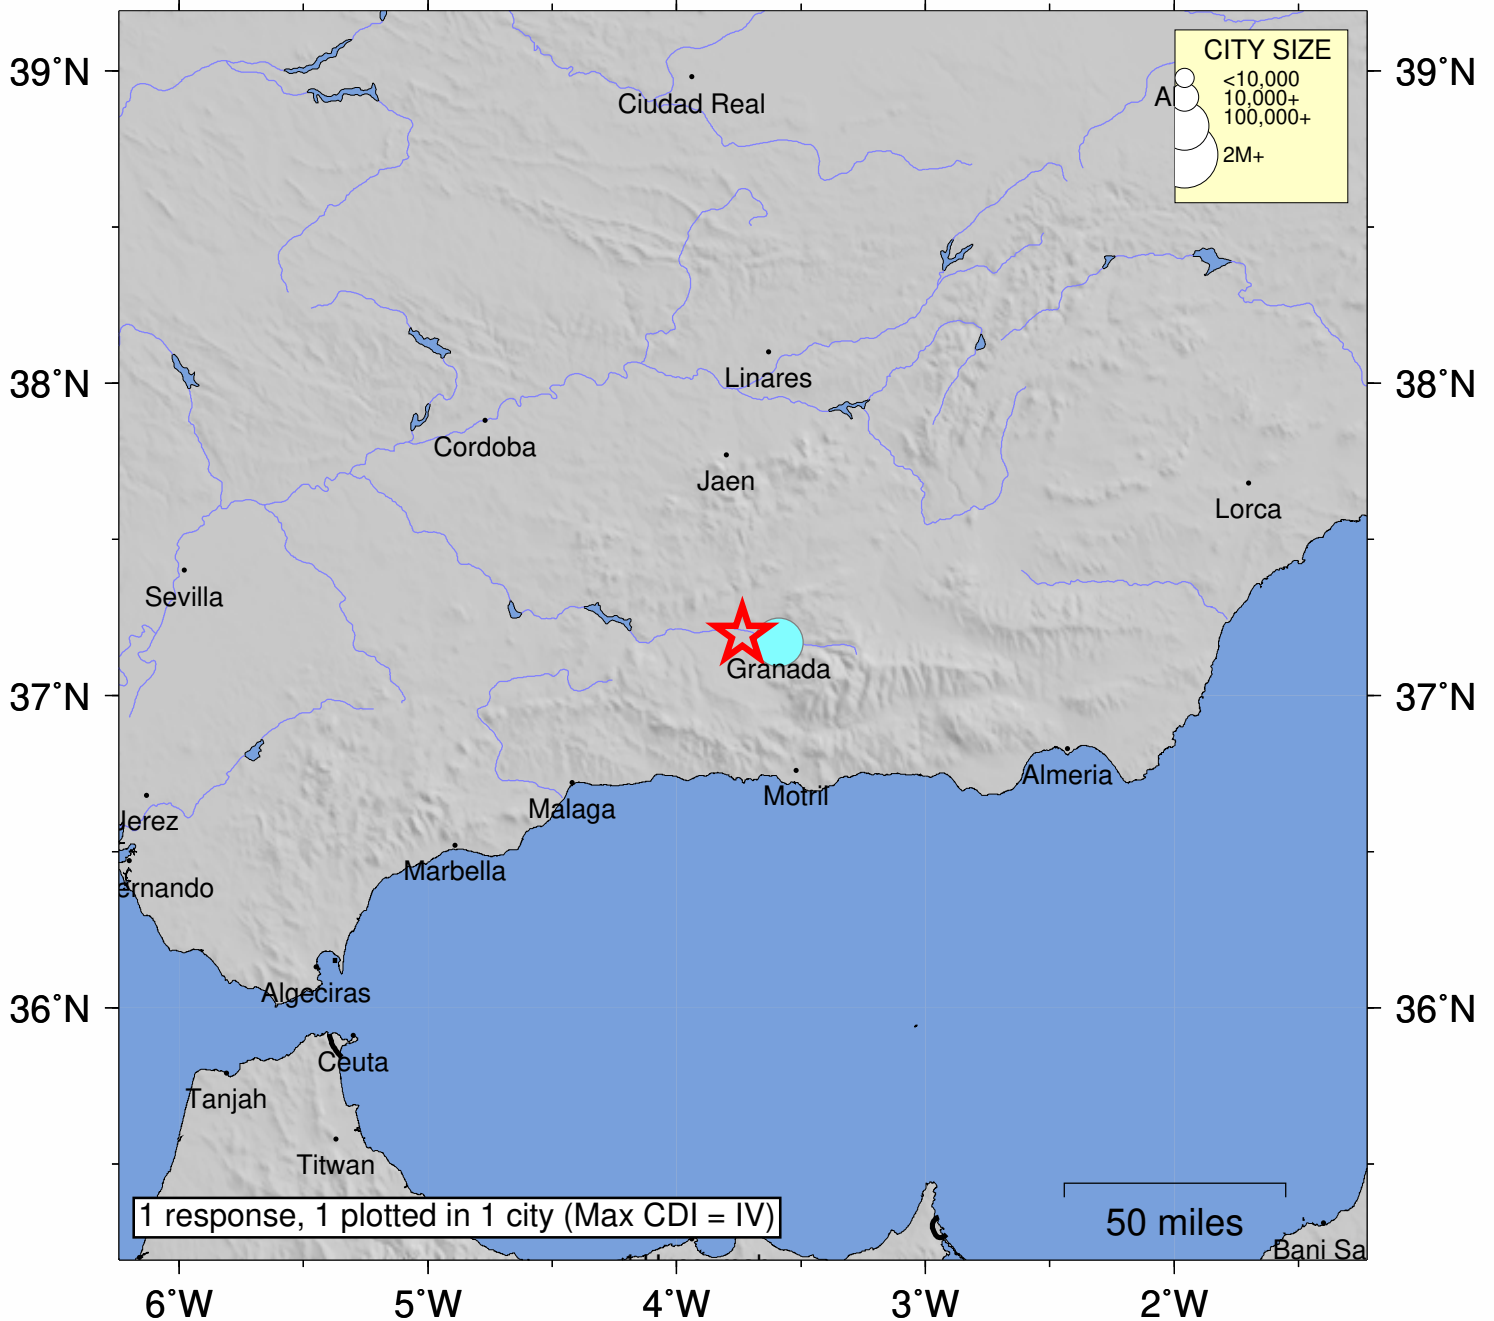 39°N
39°N
CITY SIZE
<10,000
10,000+
100,000+
2M+
Ciudad Real
A
38°N
38°N
Linares
Cordoba
Jaen
Lorca
Sevilla
Granada
37°N
37°N
Almeria
Motril
Malaga
Jerez
Marbella
ernando
Algeciras
36°N
36°N
Ceuta
Tanjah
Titwan
1 response, 1 plotted in 1 city (Max CDI = IV)
50 miles
Bani Sa
6°W
5°W
4°W
3°W
2°W